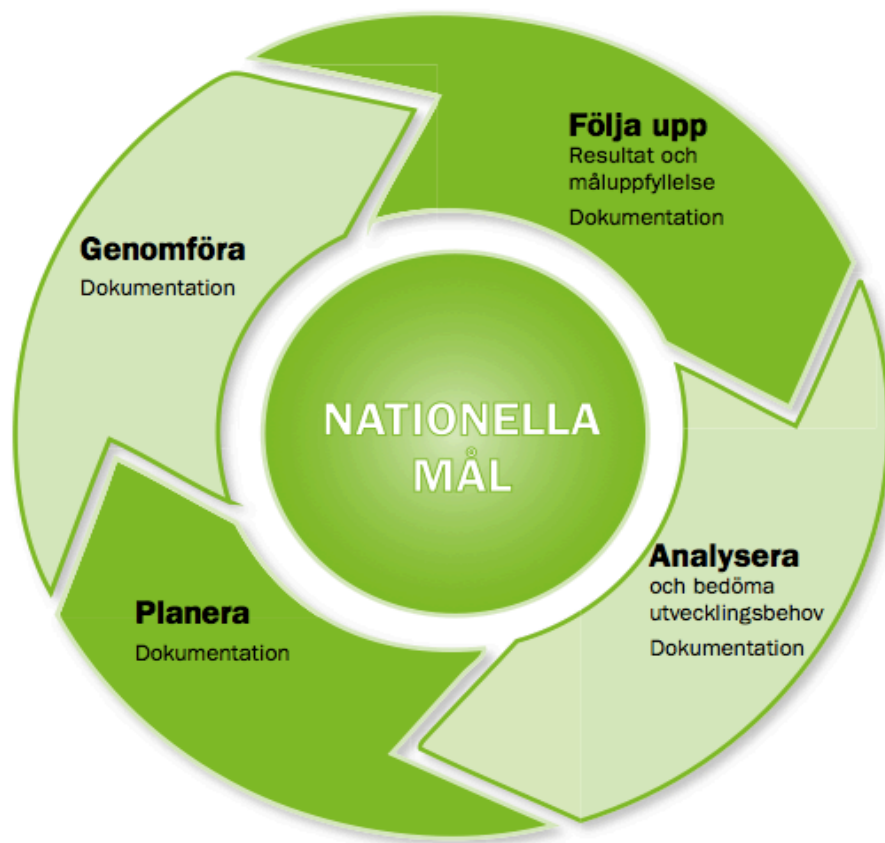 Följa upp
Resultat och
måluppfyllelse
Dokumentation
Genomföra
Dokumentation
NATIONELLA
MÅL
Analysera
och bedöma
utvecklingsbehov
Dokumentation
Planera
Dokumentation